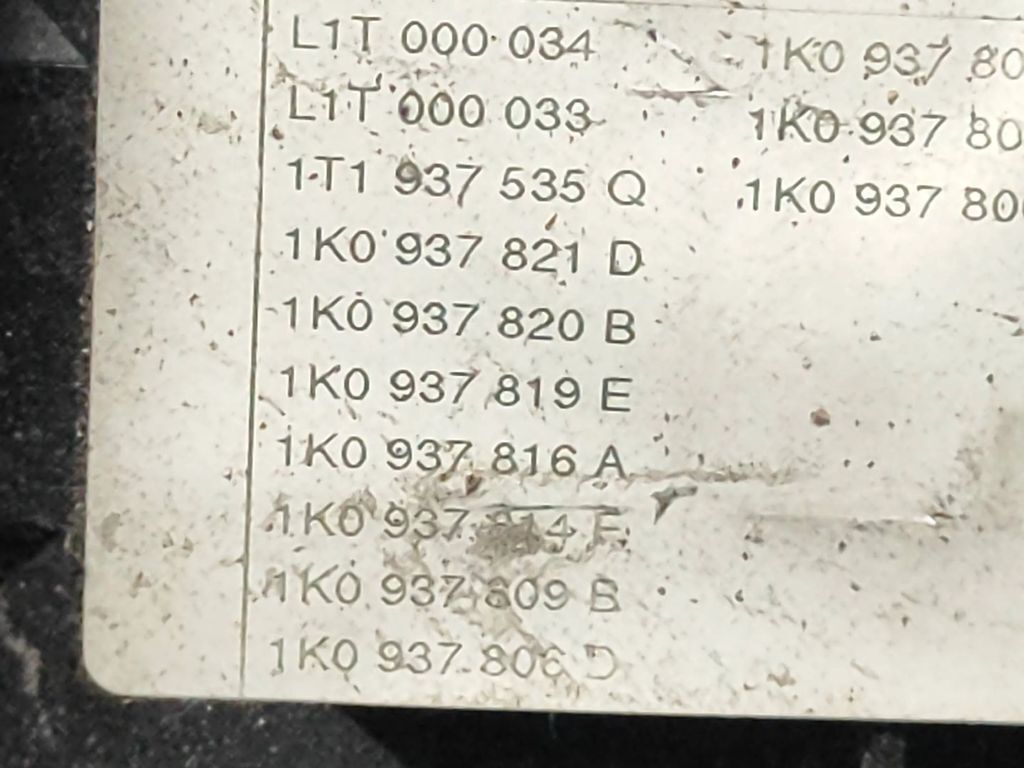 L1T 000 034 1K0 937 80
L1T 000 033 1K0 937 80
1T1 937 535 Q 1K0 937 80
1K0 937 821 D
1K0 937 820 B
1K0 937 819 E
1K0 937 816 A
1K0 937 814
1K0 937 809 B
1K0 937 806 D